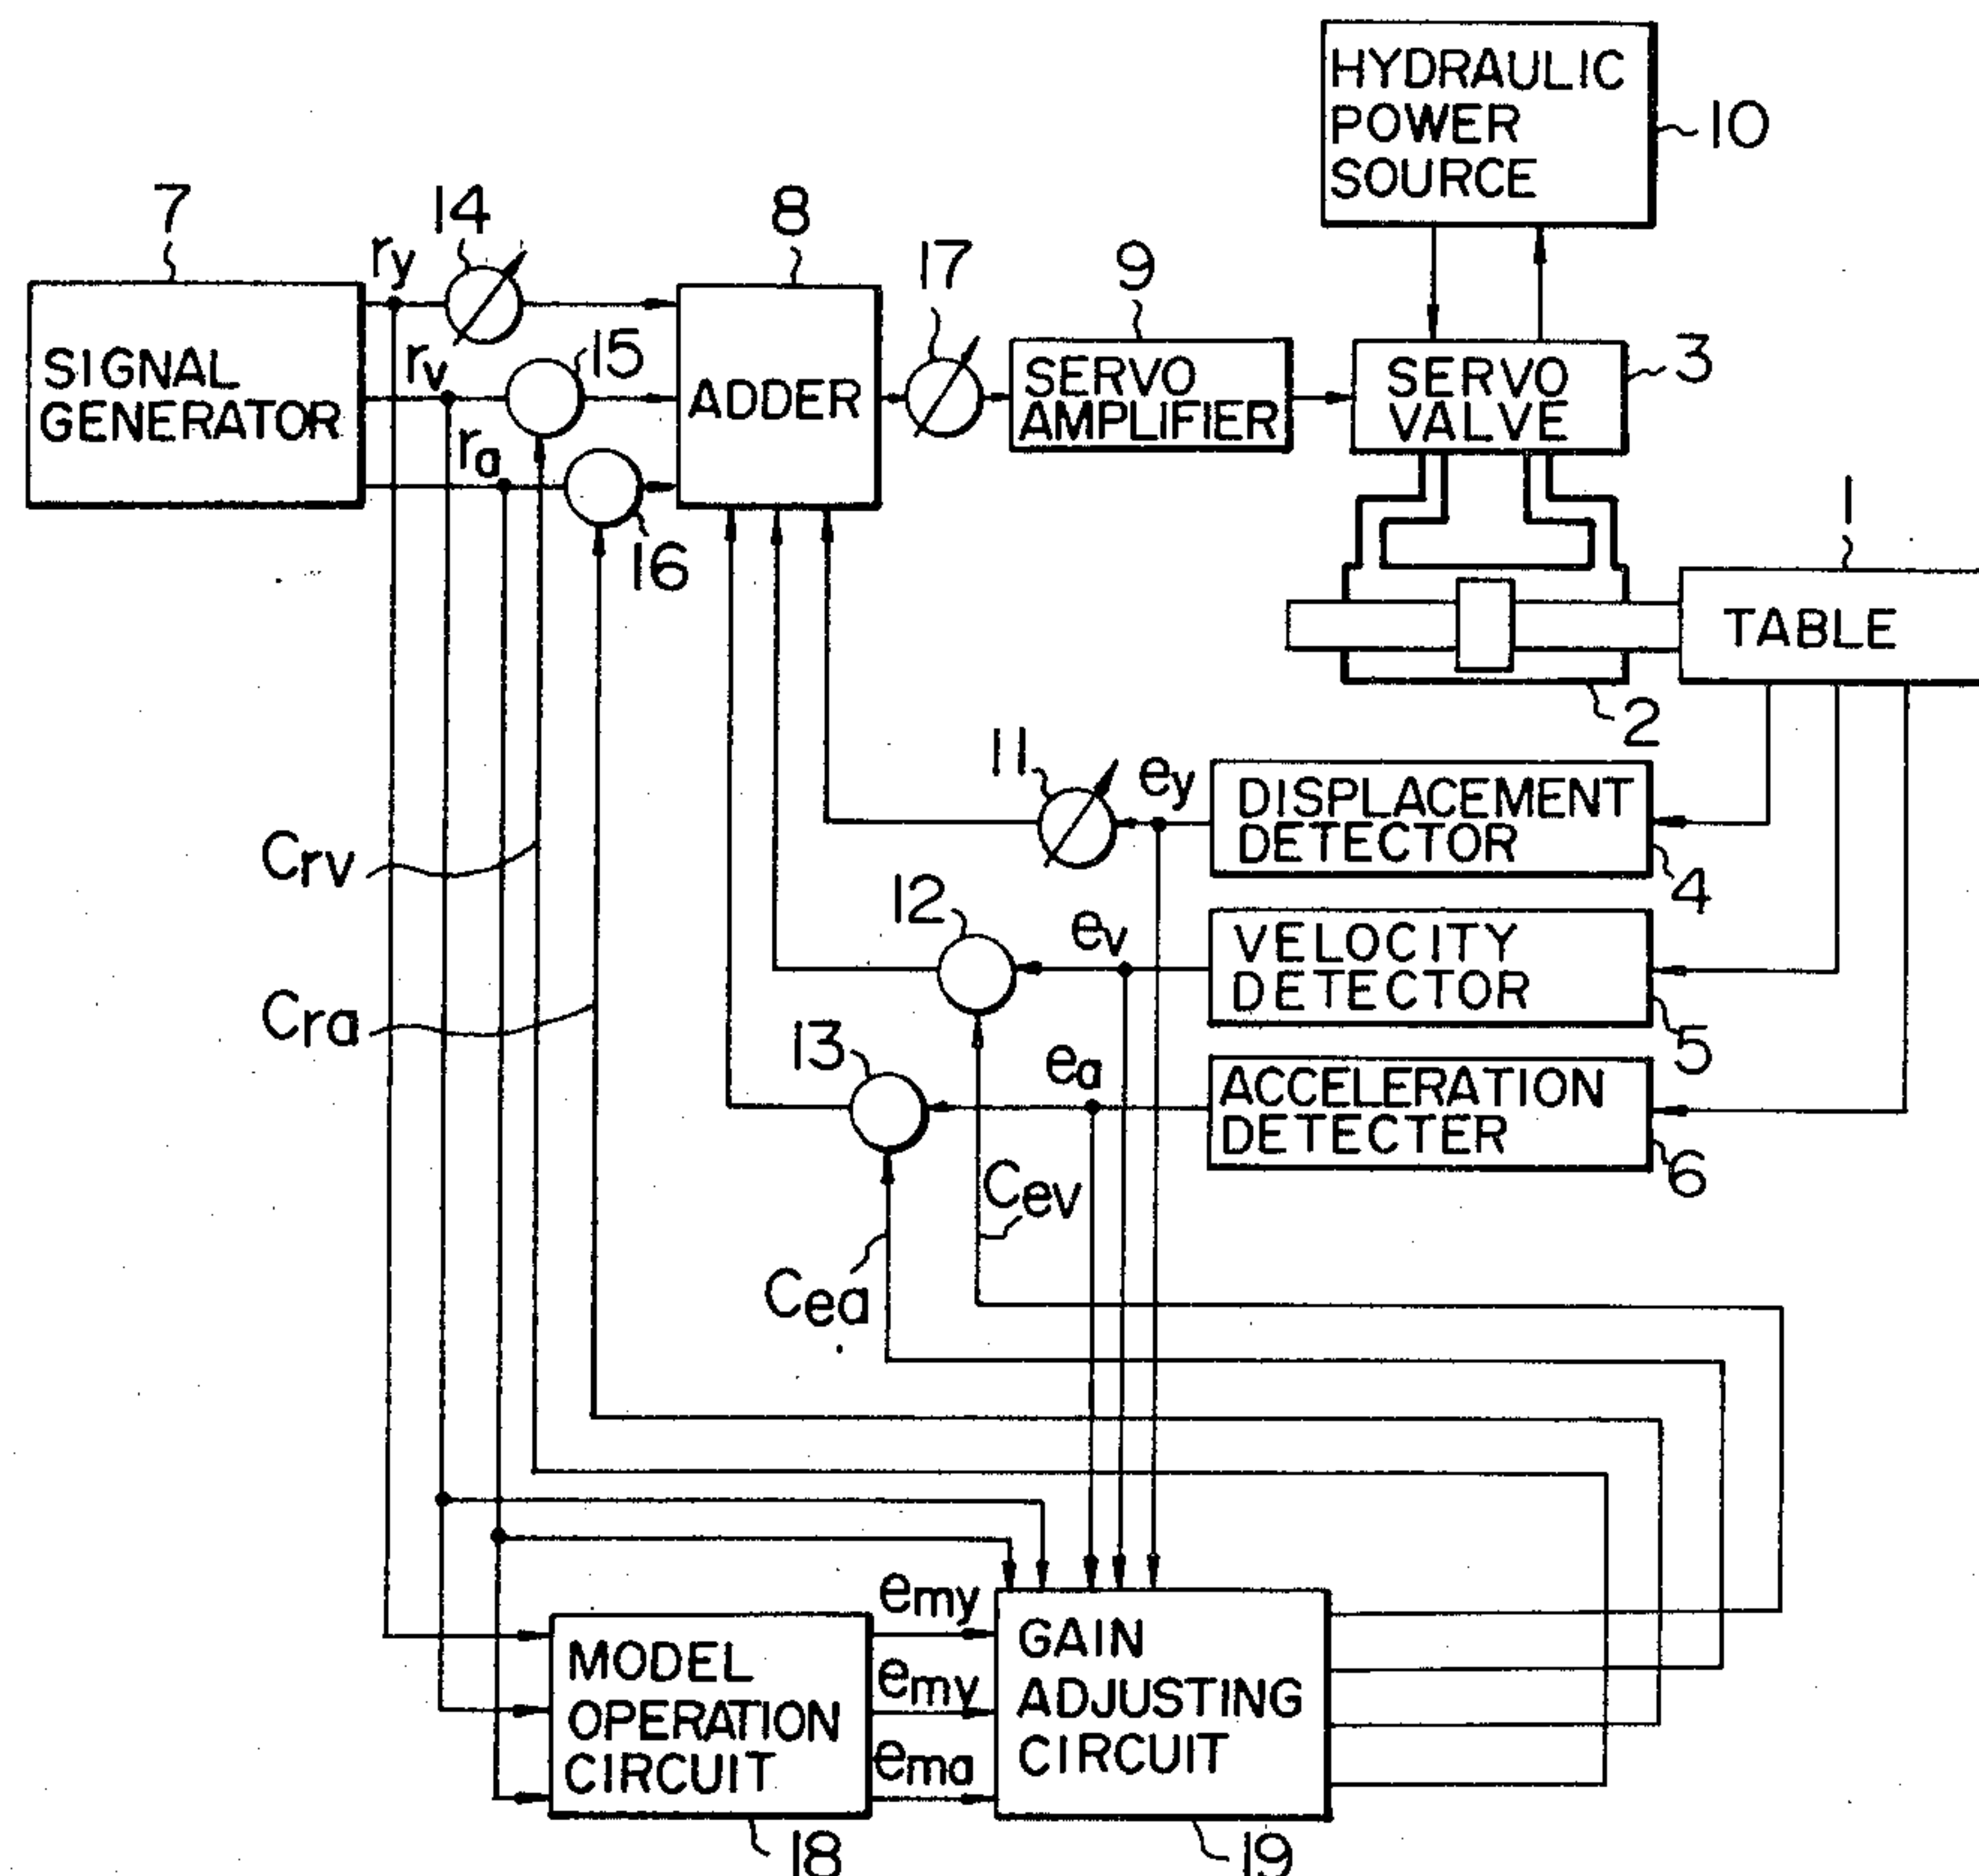 HYDRAULIC
POWER
SOURCE
10
7
14
8
17
9
ry
SIGNAL
GENERATOR
rv
15
ra
16
ADDER
SERVO
AMPLIFIER
SERVO
VALVE
3
1
TABLE
2
11
ey
DISPLACEMENT
DETECTOR
4
Crv
12
ev
VELOCITY
DETECTOR
5
Cra
13
ea
ACCELERATION
DETECTER
6
Cev
Cea
MODEL
OPERATION
CIRCUIT
18
emy
emv
ema
GAIN
ADJUSTING
CIRCUIT
19